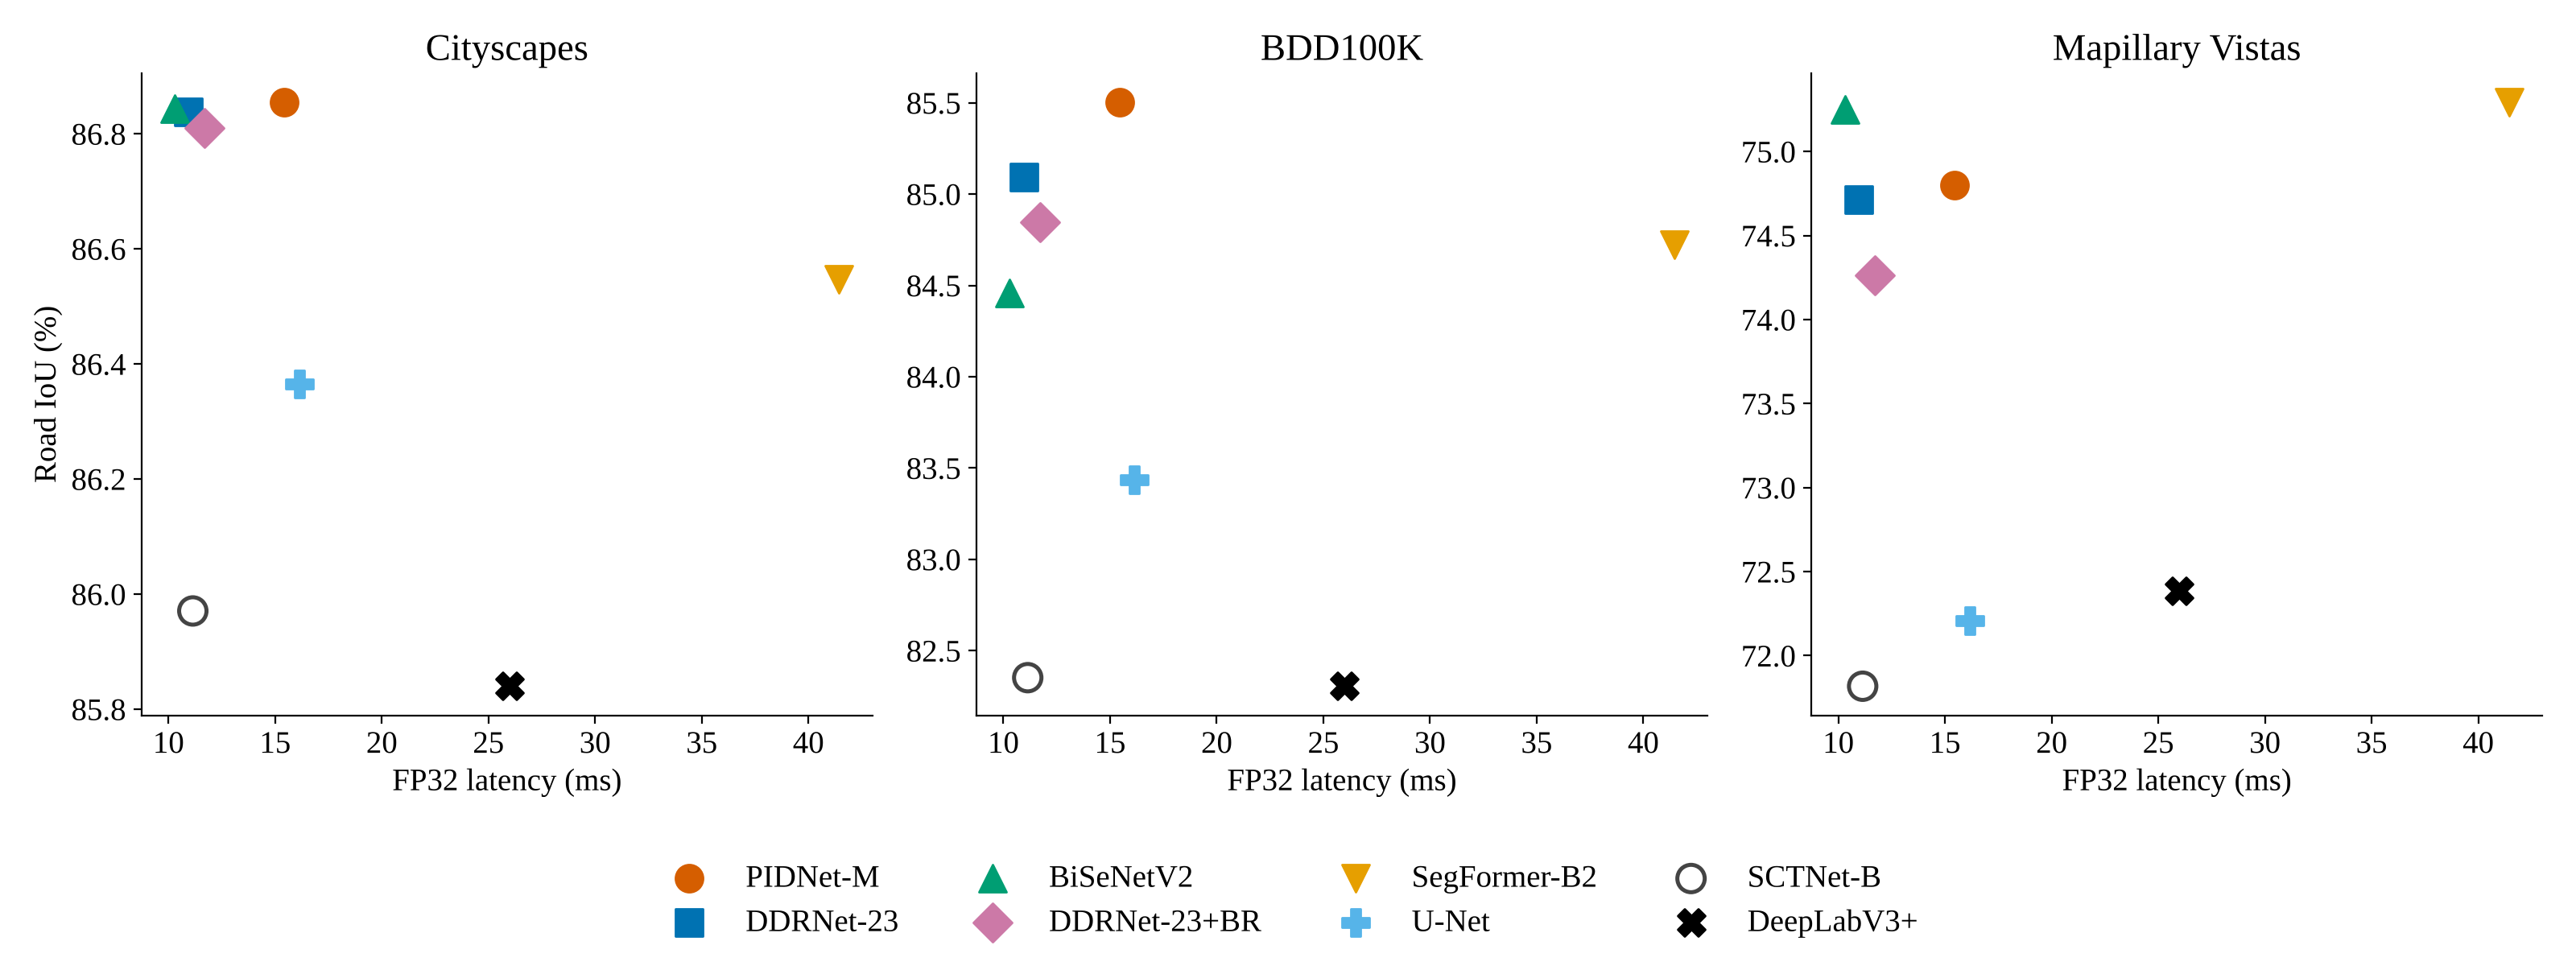 Cityscapes
BDD100K
Mapillary Vistas
Road IoU (%)
86.8
86.6
86.4
86.2
86.0
85.8
10 15 20 25 30 35 40
FP32 latency (ms)
85.5
85.0
84.5
84.0
83.5
83.0
82.5
10 15 20 25 30 35 40
FP32 latency (ms)
75.0
74.5
74.0
73.5
73.0
72.5
72.0
10 15 20 25 30 35 40
FP32 latency (ms)
PIDNet-M
BiSeNetV2
SegFormer-B2
SCTNet-B
DDRNet-23
DDRNet-23+BR
U-Net
DeepLabV3+